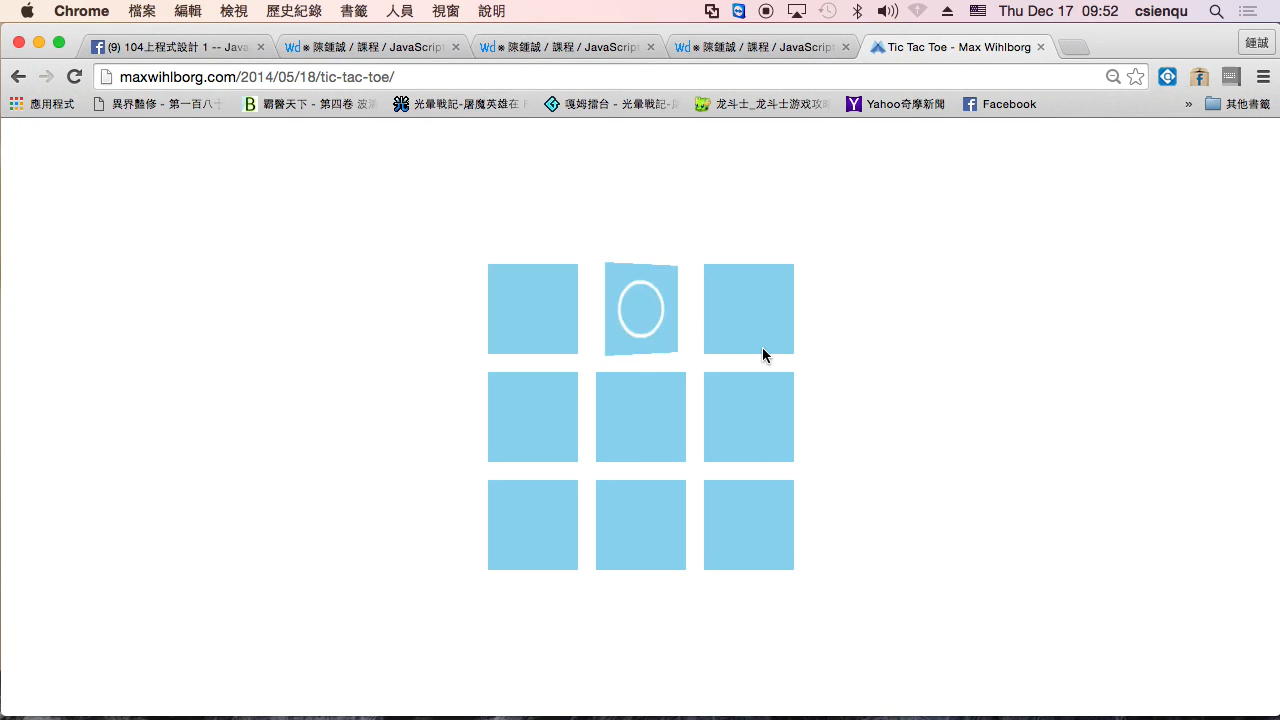 Chrome 檔案 編輯 檢視 歷史紀錄 書籤 人員 視窗 說明 Thu Dec 17 09:52 csienqu
(9) 104上程式設計 1 -- Java 陳鍾誠 / 課程 / JavaScript 陳鍾誠 / 課程 / JavaScript 陳鍾誠 / 課程 / JavaScript Tic Tac Toe - Max Wihlborg 鍾誠
maxwihlborg.com/2014/05/18/tic-tac-toe/
應用程式 異界豔修 - 第一百八十 霸醫天下 - 第四卷 光暈戰記-屠魔英雄在 嘎姆擂台 - 光暈戰記- 龙斗士_龙斗士游戏攻略 Yahoo奇摩新聞 Facebook » 其他書籤
O